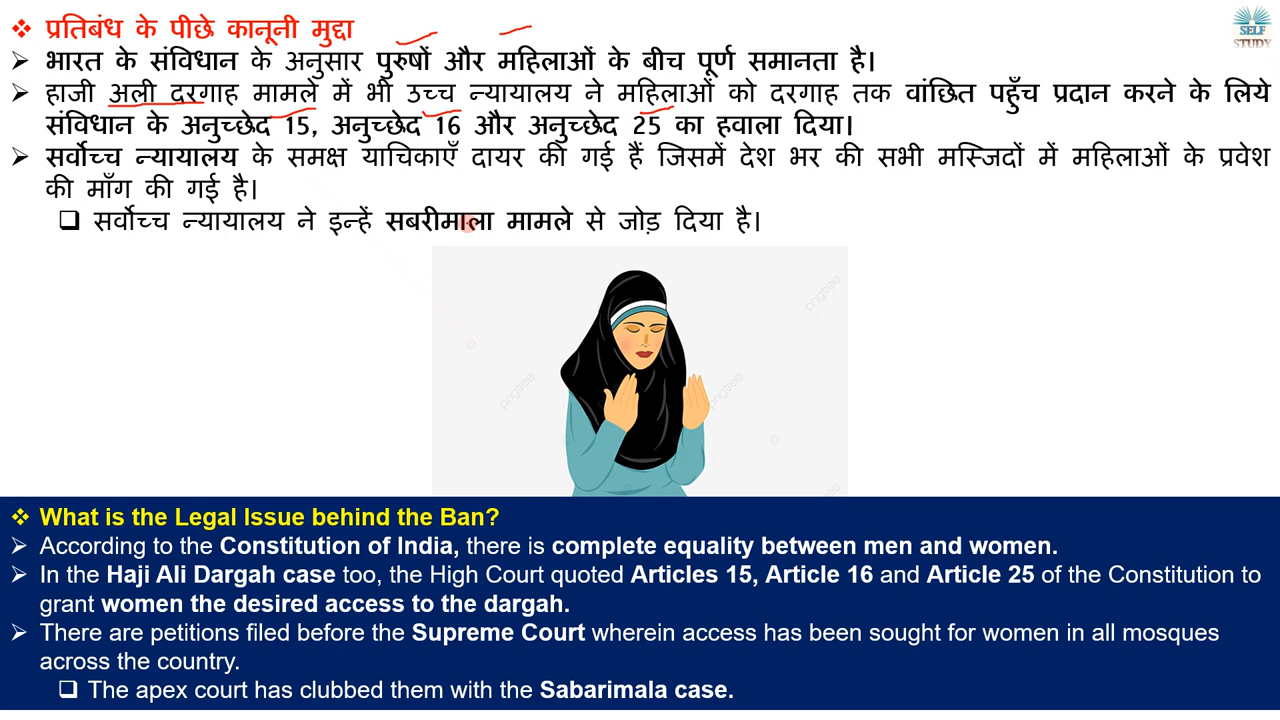 ❖ प्रतिबंध के पीछे कानूनी मुद्दा
SELF
STUDY
➢ भारत के संविधान के अनुसार पुरुषों और महिलाओं के बीच पूर्ण समानता है।
➢ हाजी अली दरगाह मामले में भी उच्च न्यायालय ने महिलाओं को दरगाह तक वांछित पहुँच प्रदान करने के लिये
संविधान के अनुच्छेद 15, अनुच्छेद 16 और अनुच्छेद 25 का हवाला दिया।
➢ सर्वोच्च न्यायालय के समक्ष याचिकाएँ दायर की गई हैं जिसमें देश भर की सभी मस्जिदों में महिलाओं के प्रवेश
की माँग की गई है।
❑ सर्वोच्च न्यायालय ने इन्हें सबरीमाला मामले से जोड़ दिया है।
pngtree
pngtree
pngtree
❖ What is the Legal Issue behind the Ban?
➢ According to the Constitution of India, there is complete equality between men and women.
➢ In the Haji Ali Dargah case too, the High Court quoted Articles 15, Article 16 and Article 25 of the Constitution to
grant women the desired access to the dargah.
➢ There are petitions filed before the Supreme Court wherein access has been sought for women in all mosques
across the country.
❑ The apex court has clubbed them with the Sabarimala case.